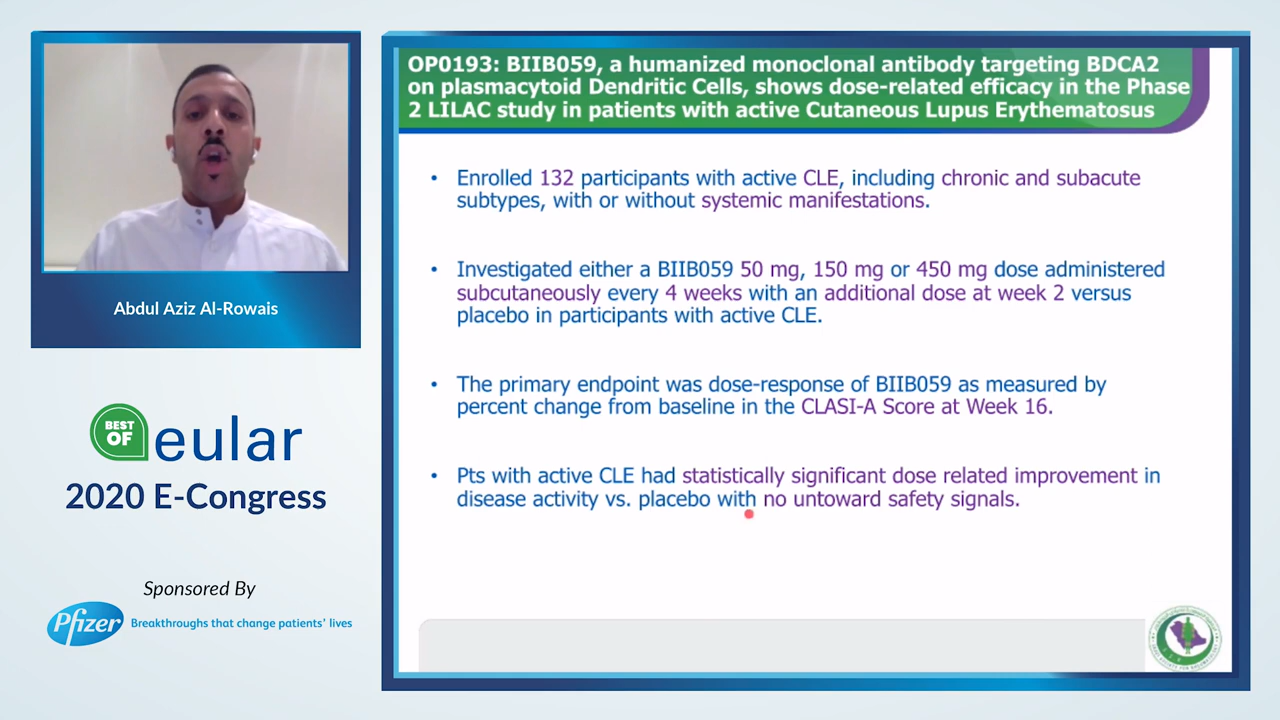 OP0193: BIIB059, a humanized monoclonal antibody targeting BDCA2
on plasmacytoid Dendritic Cells, shows dose-related efficacy in the Phase
2 LILAC study in patients with active Cutaneous Lupus Erythematosus
• Enrolled 132 participants with active CLE, including chronic and subacute
subtypes, with or without systemic manifestations.
• Investigated either a BIIB059 50 mg, 150 mg or 450 mg dose administered
subcutaneously every 4 weeks with an additional dose at week 2 versus
placebo in participants with active CLE.
• The primary endpoint was dose-response of BIIB059 as measured by
percent change from baseline in the CLASI-A Score at Week 16.
• Pts with active CLE had statistically significant dose related improvement in
disease activity vs. placebo with no untoward safety signals.
Abdul Aziz Al-Rowais
BEST
OF
eular
2020 E-Congress
Sponsored By
Pfizer
Breakthroughs that change patients' lives